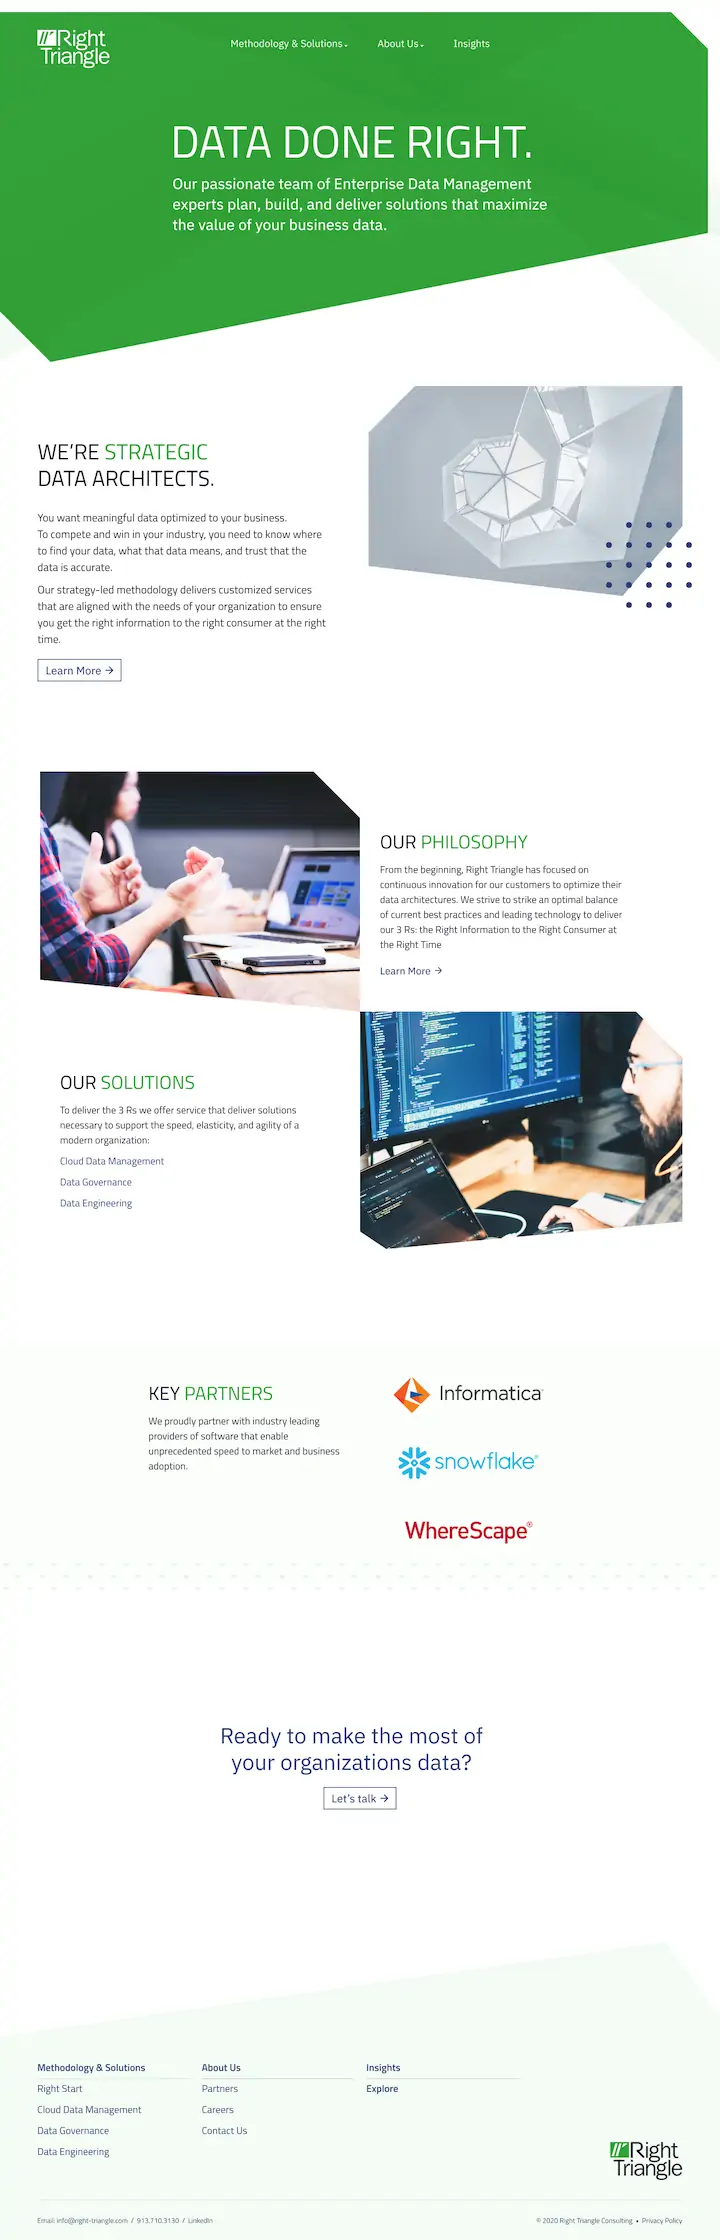 Right
Triangle
Methodology & Solutions
About Us
Insights
DATA DONE RIGHT.
Our passionate team of Enterprise Data Management
experts plan, build, and deliver solutions that maximize
the value of your business data.
WE'RE STRATEGIC
DATA ARCHITECTS.
You want meaningful data optimized to your business.
To compete and win in your industry, you need to know where
to find your data, what that data means, and trust that the
data is accurate.
Our strategy-led methodology delivers customized services
that are aligned with the needs of your organization to ensure
you get the right information to the right consumer at the right
time.
Learn More →
OUR PHILOSOPHY
From the beginning, Right Triangle has focused on
continuous innovation for our customers to optimize their
data architectures. We strive to strike an optimal balance
of current best practices and leading technology to deliver
our 3 Rs: the Right Information to the Right Consumer at
the Right Time
Learn More →
OUR SOLUTIONS
To deliver the 3 Rs we offer service that deliver solutions
necessary to support the speed, elasticity, and agility of a
modern organization:
Cloud Data Management
Data Governance
Data Engineering
KEY PARTNERS
We proudly partner with industry leading
providers of software that enable
unprecedented speed to market and business
adoption.
Informatica
snowflake®
WhereScape®
Ready to make the most of
your organizations data?
Let's talk →
Methodology & Solutions
Right Start
Cloud Data Management
Data Governance
Data Engineering
About Us
Partners
Careers
Contact Us
Insights
Explore
Right
Triangle
Email: info@right-triangle.com / 913.710.3130 / LinkedIn
© 2020 Right Triangle Consulting • Privacy Policy